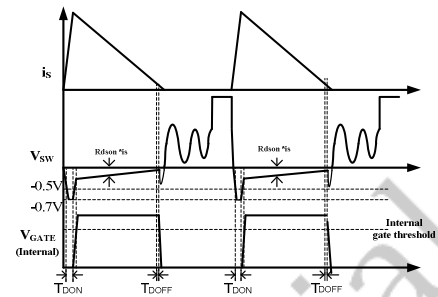 iS
Rdson *is
Rdson *is
VSW
-0.5V
-0.7V
Internal
gate threshold
VGATE
(Internal)
TDON
TDOFF
TDON
TDOFF